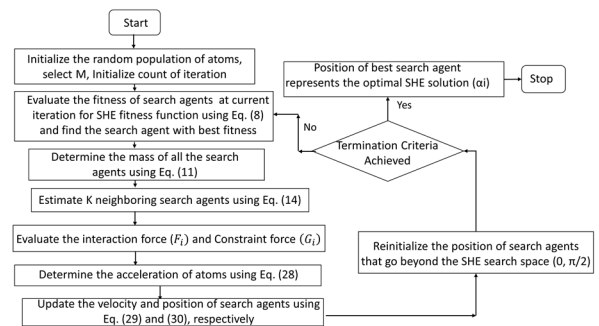 Start
Initialize the random population of atoms,
select M, Initialize count of iteration
Evaluate the fitness of search agents at current
iteration for SHE fitness function using Eq. (8)
and find the search agent with best fitness
Determine the mass of all the search
agents using Eq. (11)
Estimate K neighboring search agents using Eq. (14)
Evaluate the interaction force (F_i) and Constraint force (G_i)
Determine the acceleration of atoms using Eq. (28)
Update the velocity and position of search agents using
Eq. (29) and (30), respectively
Reinitialize the position of search agents
that go beyond the SHE search space (0, π/2)
Termination Criteria
Achieved
No
Yes
Position of best search agent
represents the optimal SHE solution (αi)
Stop